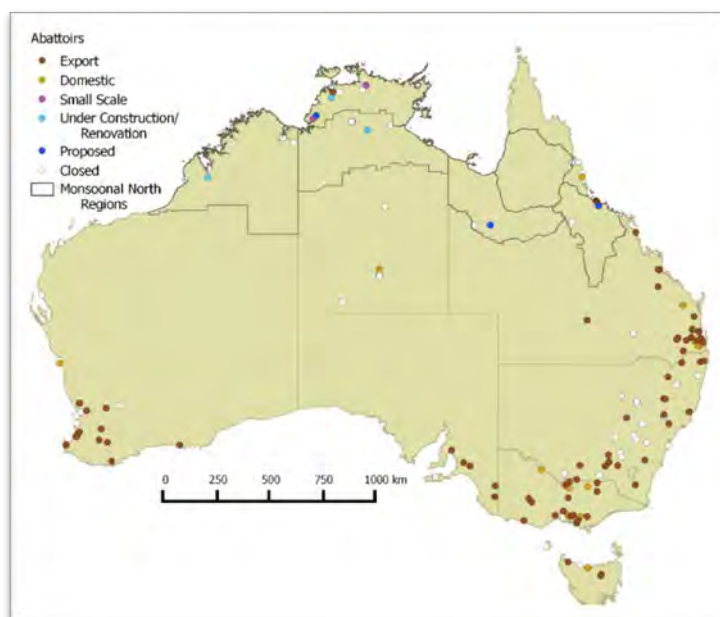 Abattoirs
Export
Domestic
Small Scale
Under Construction/
Renovation
Proposed
Closed
Monsoonal North
Regions
0 250 500 750 1000 km